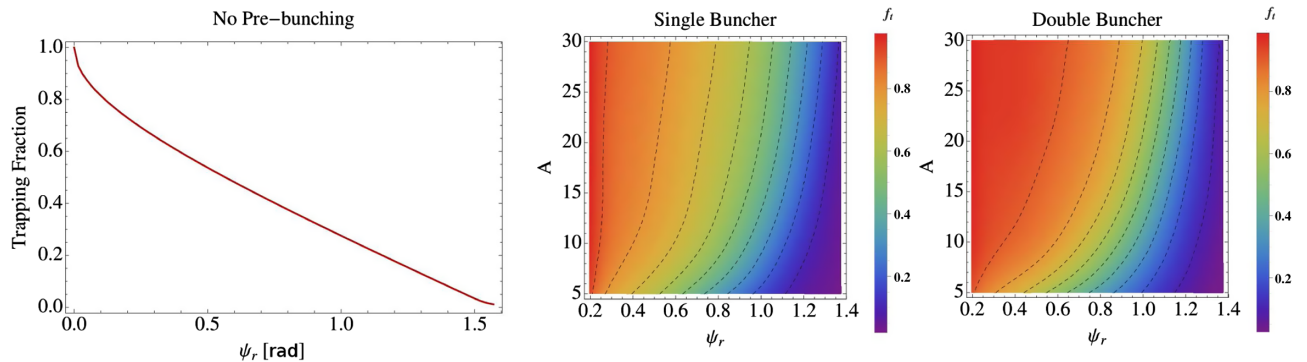 No Pre-bunching
1.0
0.8
0.6
0.4
0.2
0.0
Trapping Fraction
0.0 0.5 1.0 1.5
ψr [rad]
Single Buncher
ft
30
25
20
15
10
5
A
0.2 0.4 0.6 0.8 1.0 1.2 1.4
ψr
0.8
0.6
0.4
0.2
Double Buncher
ft
30
25
20
15
10
5
A
0.2 0.4 0.6 0.8 1.0 1.2 1.4
ψr
0.8
0.6
0.4
0.2